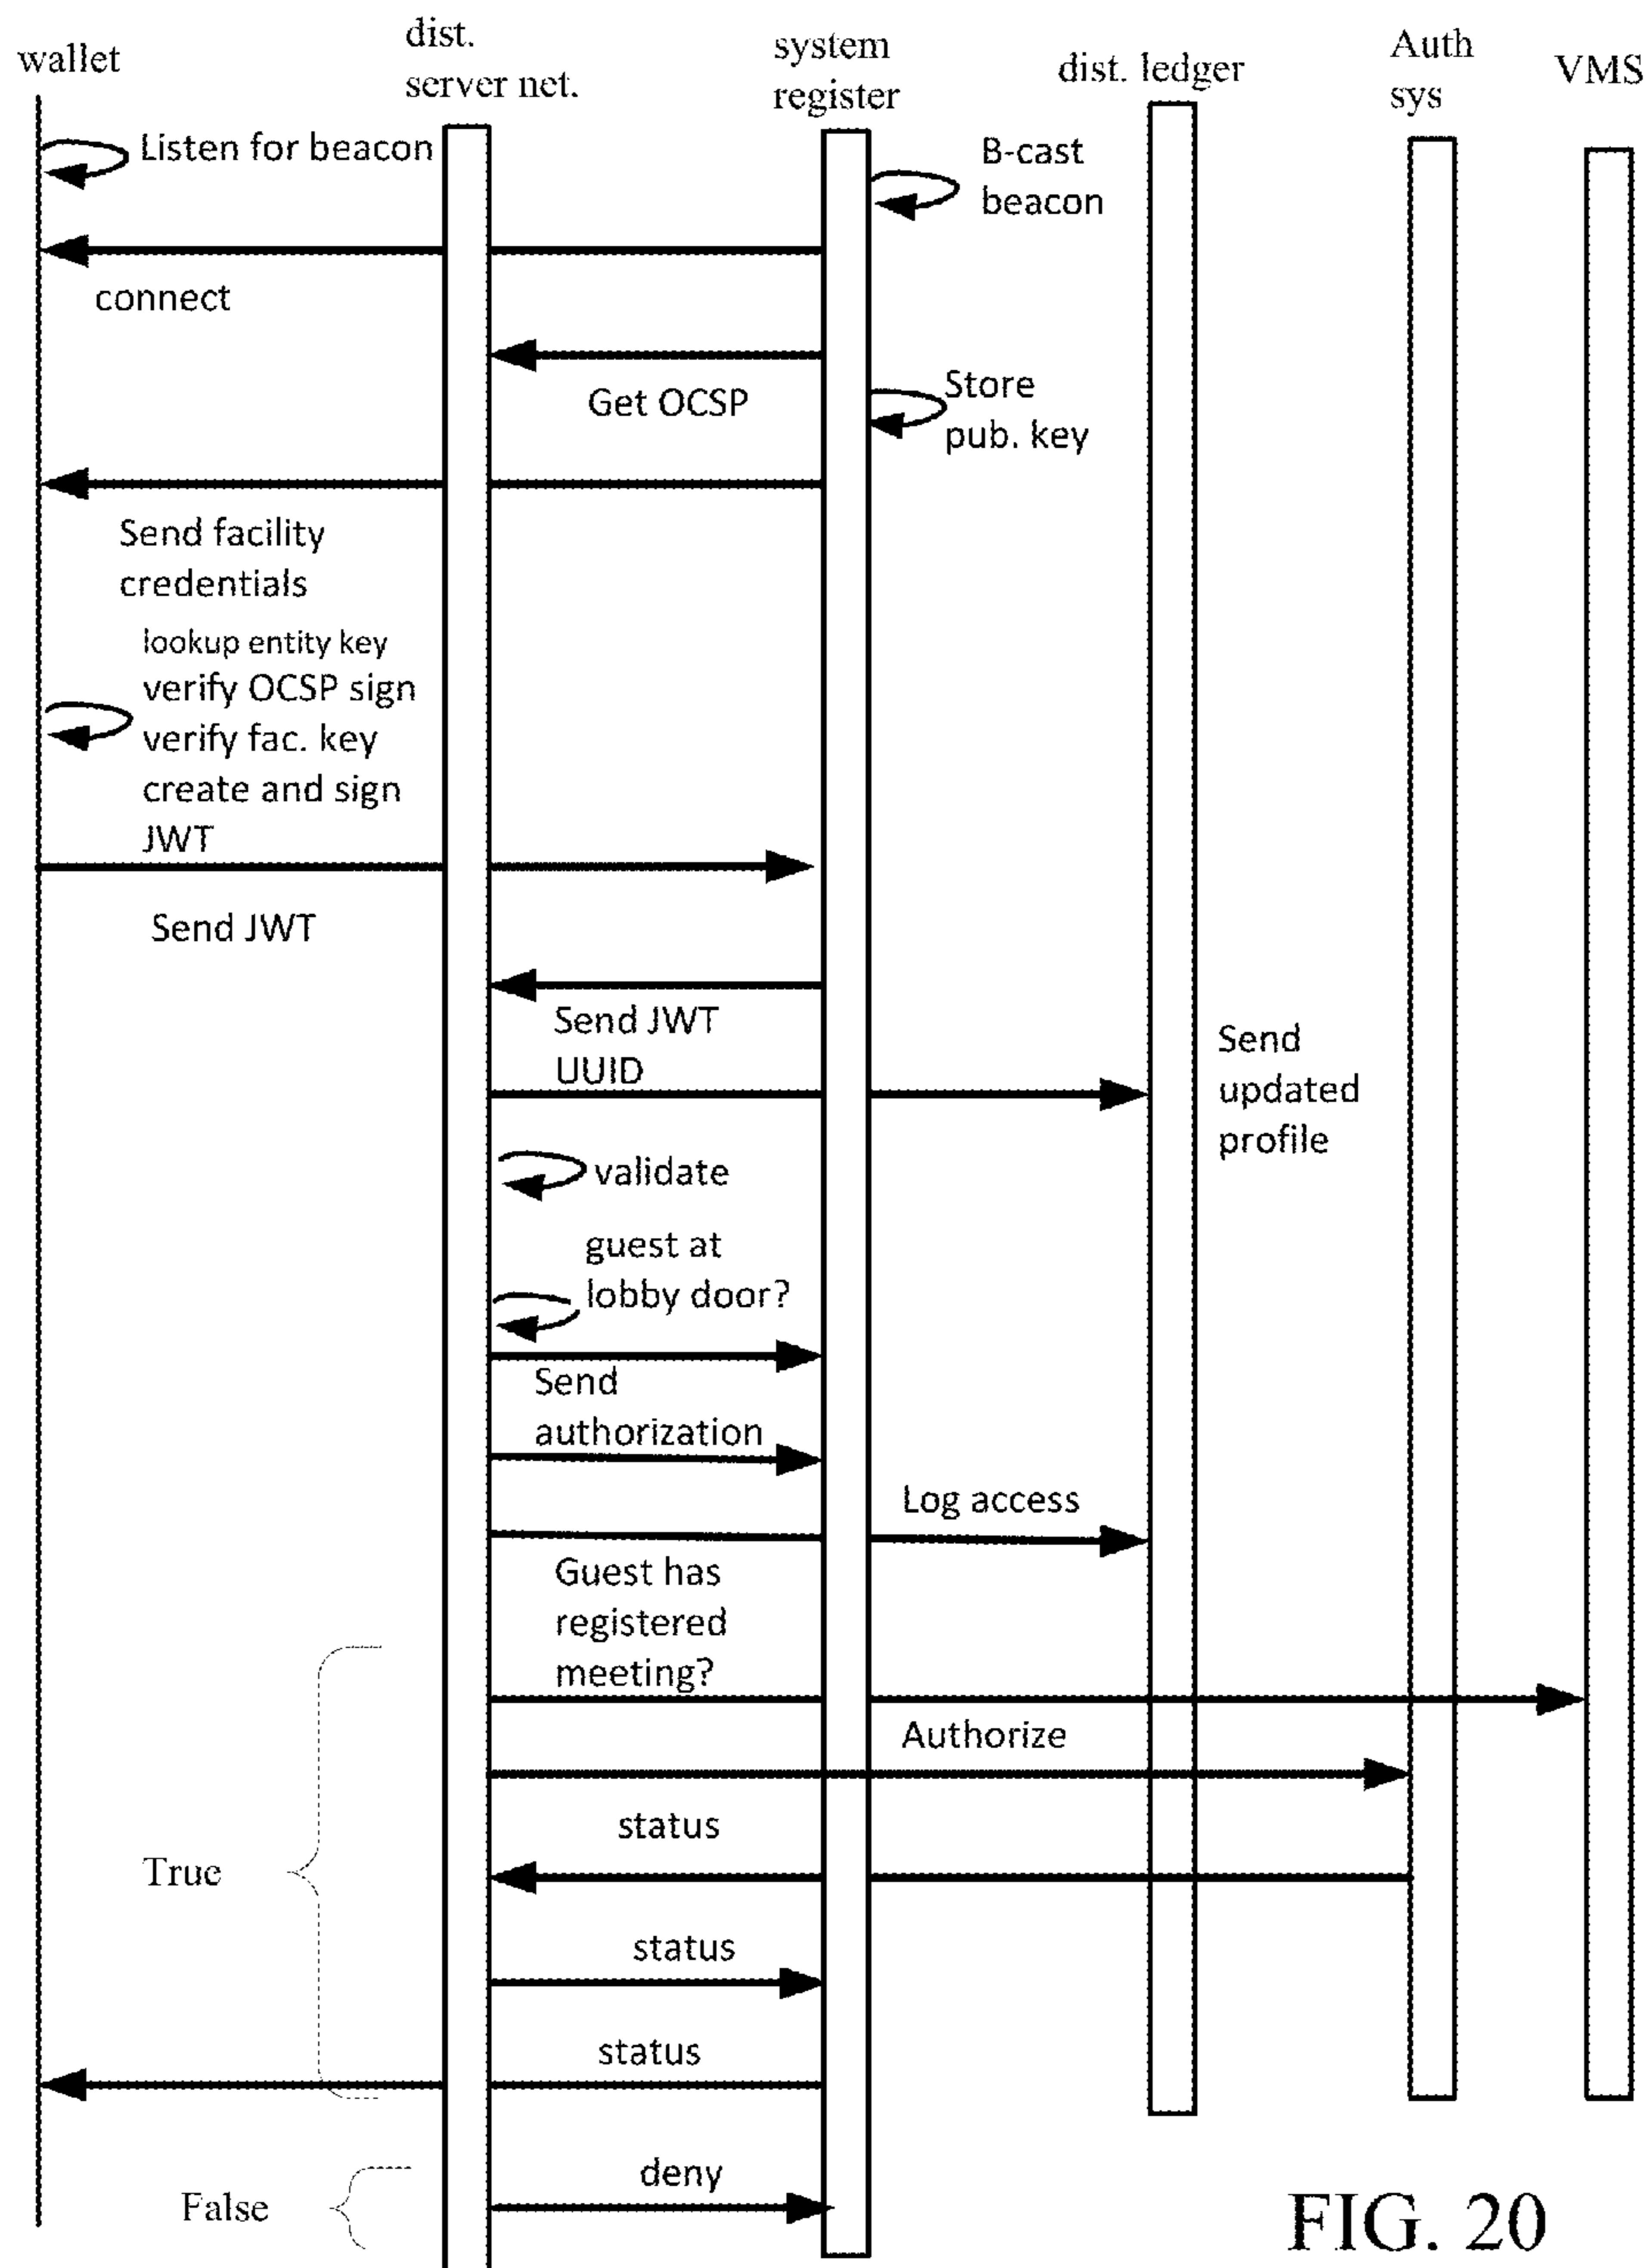 wallet
dist.
server net.
system
register
dist. ledger
Auth
sys
VMS
Listen for beacon
B-cast
beacon
connect
Get OCSP
Store
pub. key
Send facility
credentials
lookup entity key
verify OCSP sign
verify fac. key
create and sign
JWT
Send JWT
Send JWT
UUID
Send
updated
profile
validate
guest at
lobby door?
Send
authorization
Log access
Guest has
registered
meeting?
Authorize
status
True
status
status
deny
False
FIG. 20